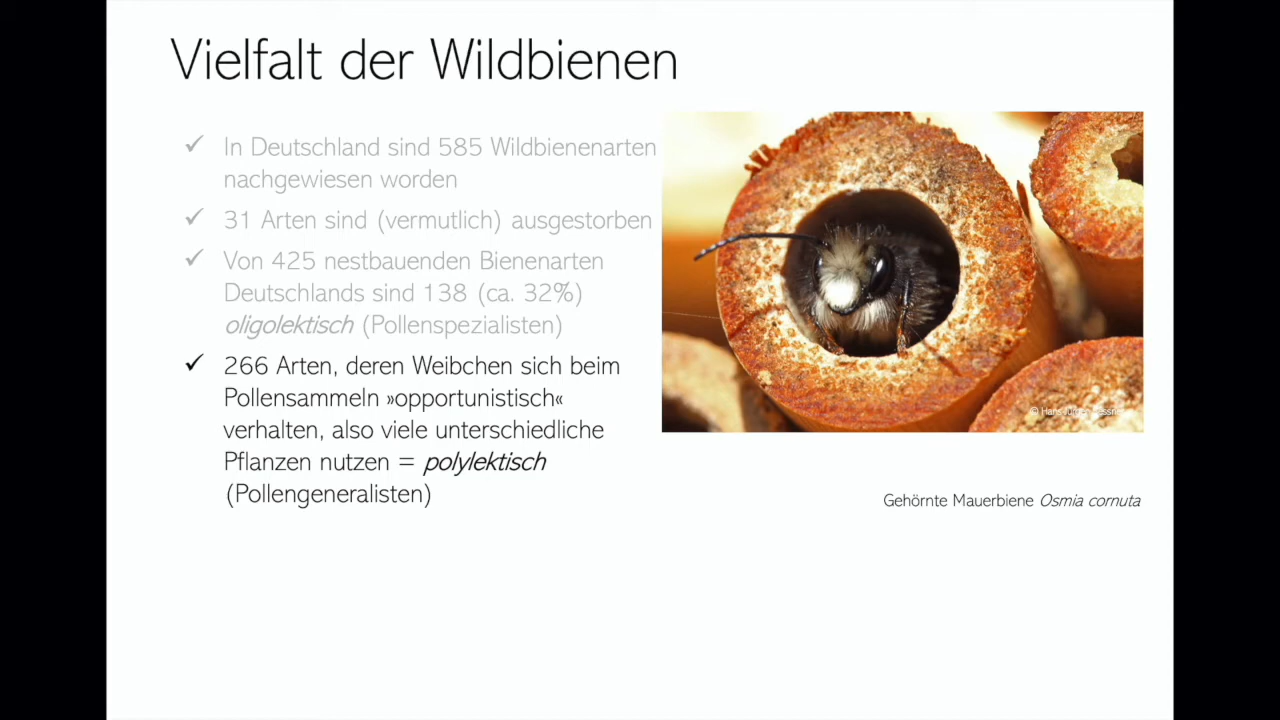 Vielfalt der Wildbienen
✓ In Deutschland sind 585 Wildbienenarten
nachgewiesen worden
✓ 31 Arten sind (vermutlich) ausgestorben
✓ Von 425 nestbauenden Bienenarten
Deutschlands sind 138 (ca. 32%)
oligolektisch (Pollenspezialisten)
✓ 266 Arten, deren Weibchen sich beim
Pollensammeln »opportunistisch«
verhalten, also viele unterschiedliche
Pflanzen nutzen = polylektisch
(Pollengeneralisten)
© Hans-Jürgen
Gehörnte Mauerbiene Osmia cornuta